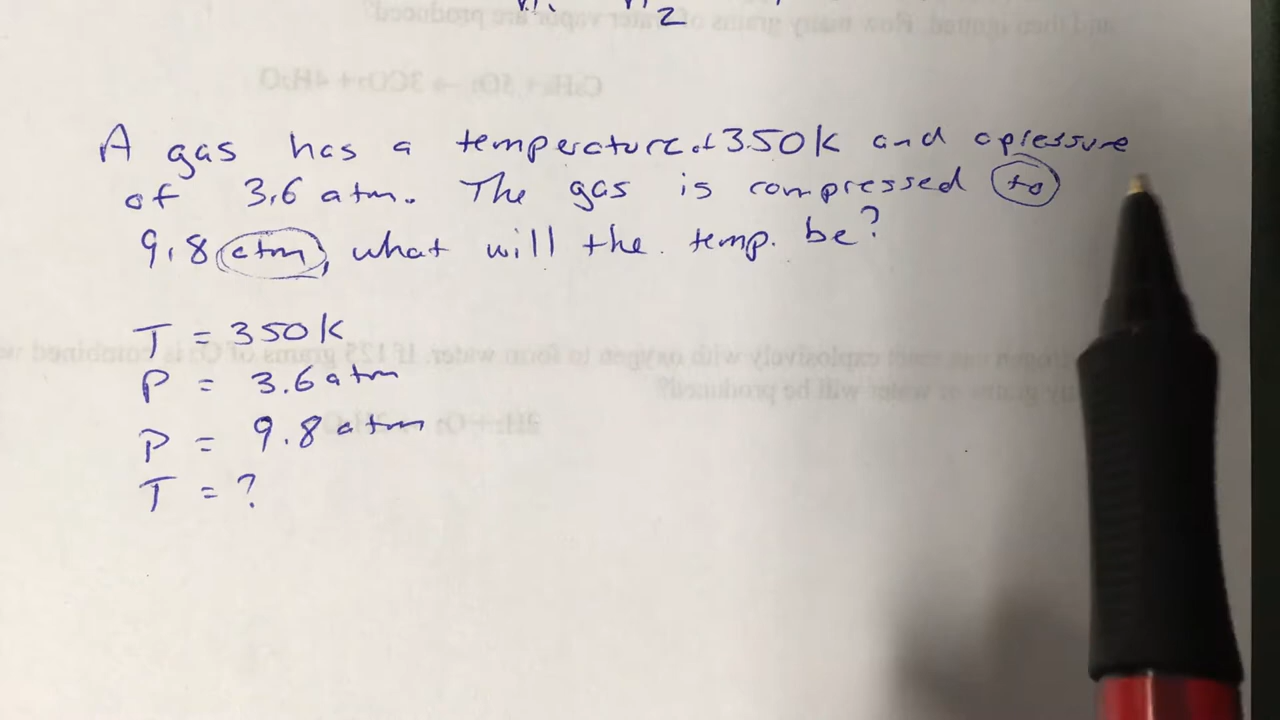 2
A gas has a temperature of 350K and a pressure
of 3.6 atm. The gas is compressed to
9.8 atm, what will the temp. be?
T = 350K
P = 3.6 atm
P = 9.8 atm
T = ?